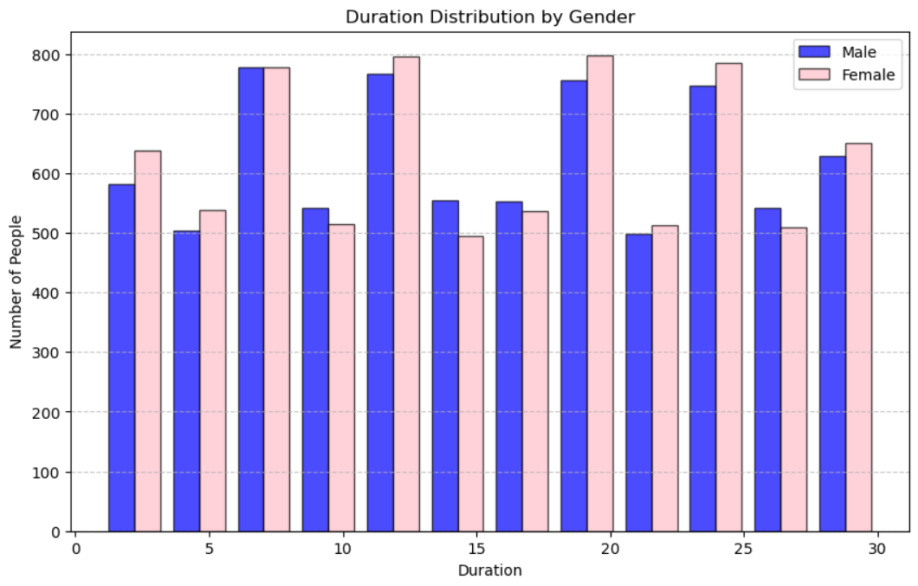 Duration Distribution by Gender
Male
Female
Number of People
800
700
600
500
400
300
200
100
0
0 5 10 15 20 25 30
Duration